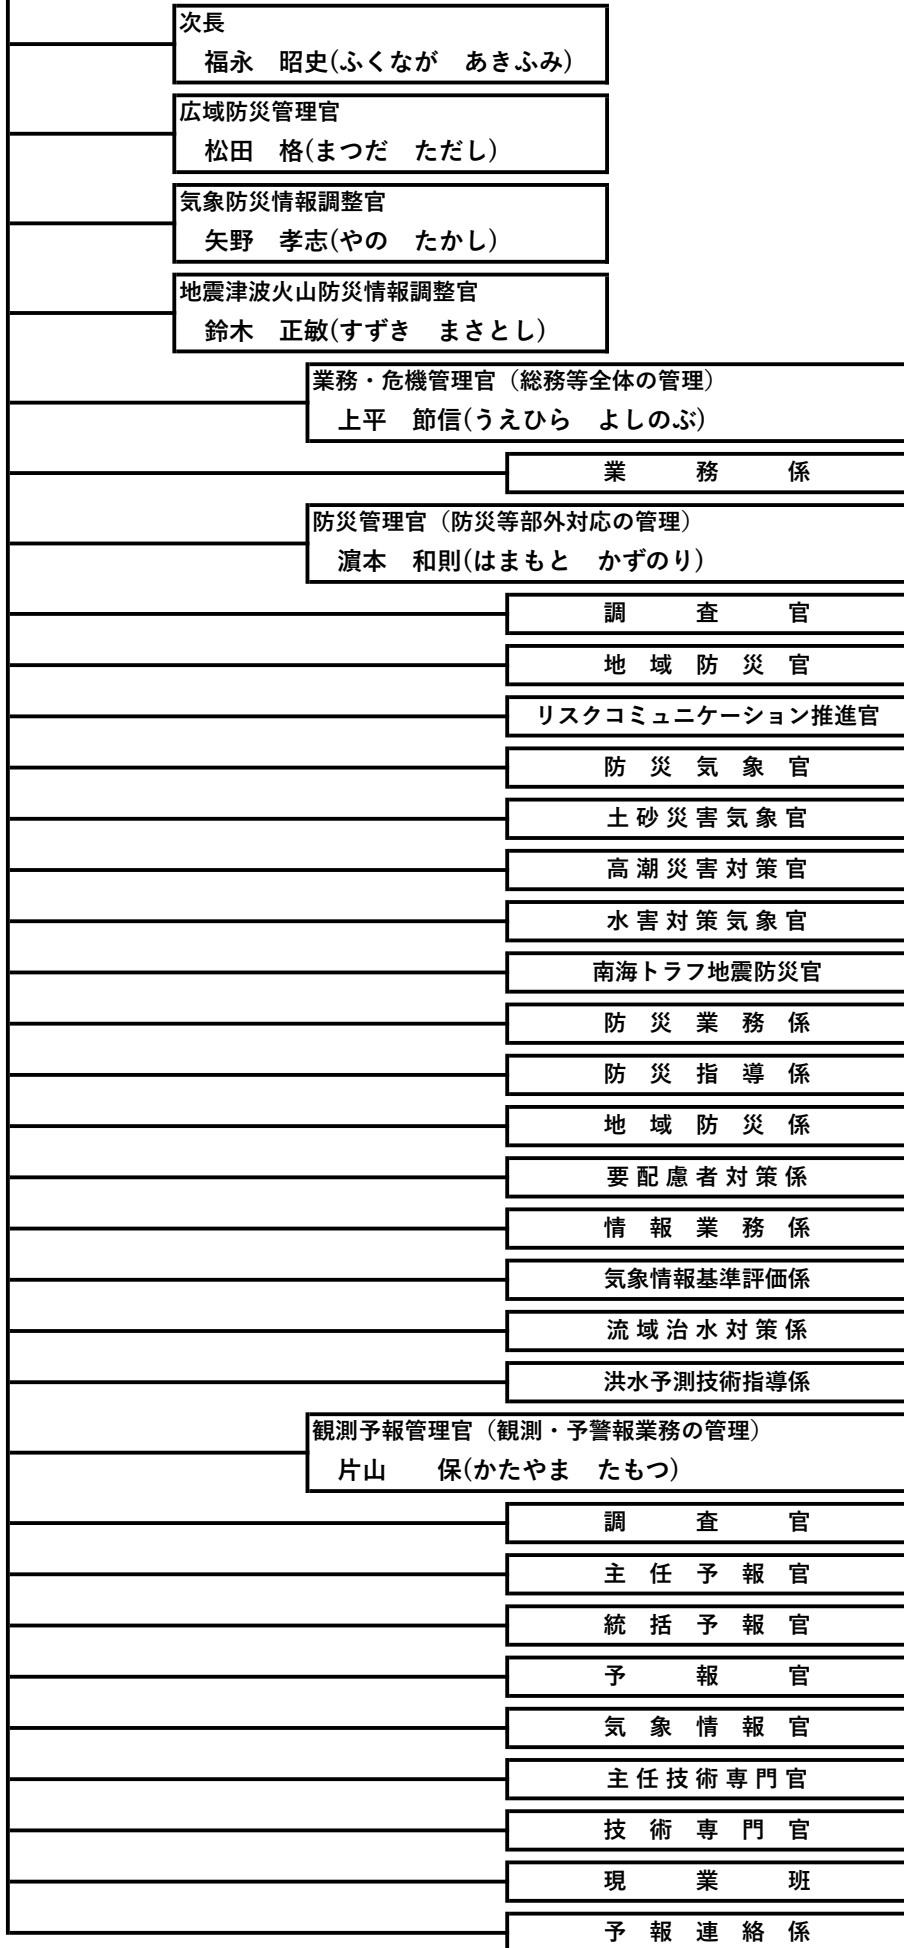 次長
福永　昭史(ふくなが　あきふみ)
広域防災管理官
松田　格(まつだ　ただし)
気象防災情報調整官
矢野　孝志(やの　たかし)
地震津波火山防災情報調整官
鈴木　正敏(すずき　まさとし)
業務・危機管理官（総務等全体の管理）
上平　節信(うえひら　よしのぶ)
業　務　係
防災管理官（防災等部外対応の管理）
濵本　和則(はまもと　かずのり)
調　査　官
地　域　防　災　官
リスクコミュニケーション推進官
防　災　気　象　官
土 砂 災 害 気 象 官
高 潮 災 害 対 策 官
水 害 対 策 気 象 官
南海トラフ地震防災官
防　災　業　務　係
防　災　指　導　係
地　域　防　災　係
要 配 慮 者 対 策 係
情　報　業　務　係
気象情報基準評価係
流 域 治 水 対 策 係
洪水予測技術指導係
観測予報管理官（観測・予警報業務の管理）
片山　　保(かたやま　たもつ)
調　査　官
主　任　予　報　官
統　括　予　報　官
予　報　官
気　象　情　報　官
主 任 技 術 専 門 官
技　術　専　門　官
現　業　班
予　報　連　絡　係